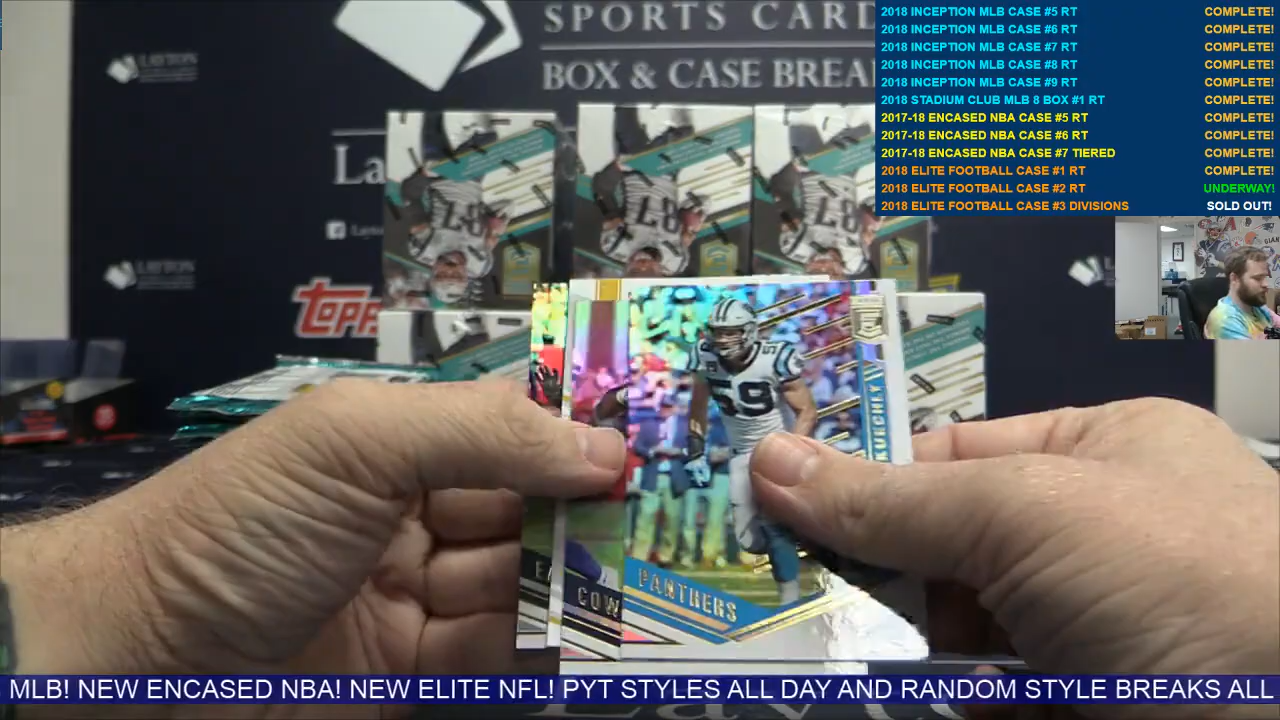 SPORTS CARD
BOX & CASE BREA
LAYTON
LAYTON
La
TOPP
2018 INCEPTION MLB CASE #5 RT COMPLETE!
2018 INCEPTION MLB CASE #6 RT COMPLETE!
2018 INCEPTION MLB CASE #7 RT COMPLETE!
2018 INCEPTION MLB CASE #8 RT COMPLETE!
2018 INCEPTION MLB CASE #9 RT COMPLETE!
2018 STADIUM CLUB MLB 8 BOX #1 RT COMPLETE!
2017-18 ENCASED NBA CASE #5 RT COMPLETE!
2017-18 ENCASED NBA CASE #6 RT COMPLETE!
2017-18 ENCASED NBA CASE #7 TIERED COMPLETE!
2018 ELITE FOOTBALL CASE #1 RT COMPLETE!
2018 ELITE FOOTBALL CASE #2 RT UNDERWAY!
2018 ELITE FOOTBALL CASE #3 DIVISIONS SOLD OUT!
87
87
87
59
KUECHLY
PANTHERS
COW
MLB! NEW ENCASED NBA! NEW ELITE NFL! PYT STYLES ALL DAY AND RANDOM STYLE BREAKS ALL